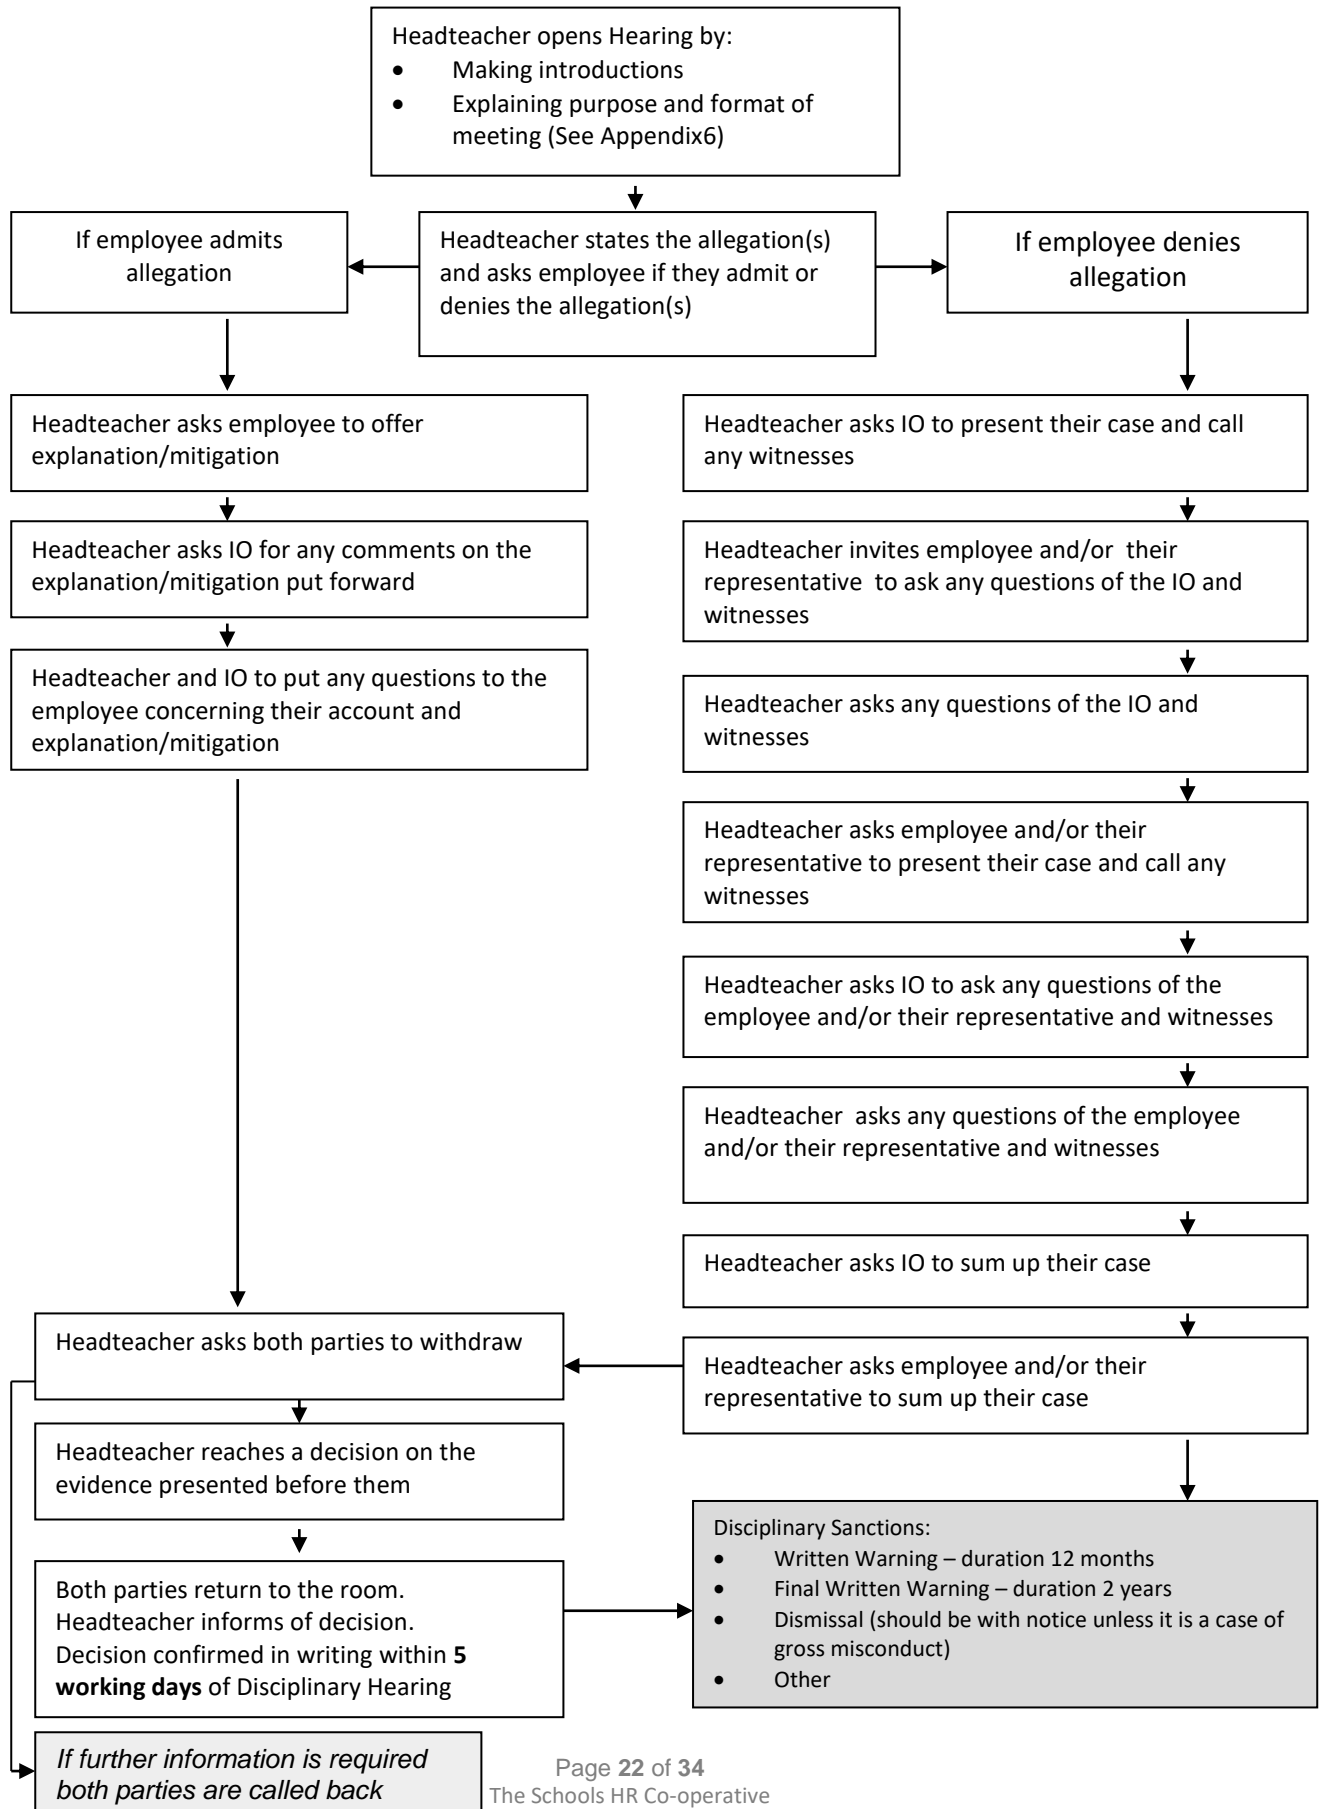 Headteacher opens Hearing by:
• Making introductions
• Explaining purpose and format of
meeting (See Appendix6)
If employee admits
allegation
Headteacher states the allegation(s)
and asks employee if they admit or
denies the allegation(s)
If employee denies
allegation
Headteacher asks employee to offer
explanation/mitigation
Headteacher asks IO for any comments on the
explanation/mitigation put forward
Headteacher and IO to put any questions to the
employee concerning their account and
explanation/mitigation
Headteacher asks IO to present their case and call
any witnesses
Headteacher invites employee and/or their
representative to ask any questions of the IO and
witnesses
Headteacher asks any questions of the IO and
witnesses
Headteacher asks employee and/or their
representative to present their case and call any
witnesses
Headteacher asks IO to ask any questions of the
employee and/or their representative and witnesses
Headteacher asks any questions of the employee
and/or their representative and witnesses
Headteacher asks IO to sum up their case
Headteacher asks employee and/or their
representative to sum up their case
Headteacher asks both parties to withdraw
Headteacher reaches a decision on the
evidence presented before them
Both parties return to the room.
Headteacher informs of decision.
Decision confirmed in writing within 5
working days of Disciplinary Hearing
Disciplinary Sanctions:
• Written Warning – duration 12 months
• Final Written Warning – duration 2 years
• Dismissal (should be with notice unless it is a case of
gross misconduct)
• Other
If further information is required
both parties are called back
Page 22 of 34
The Schools HR Co-operative